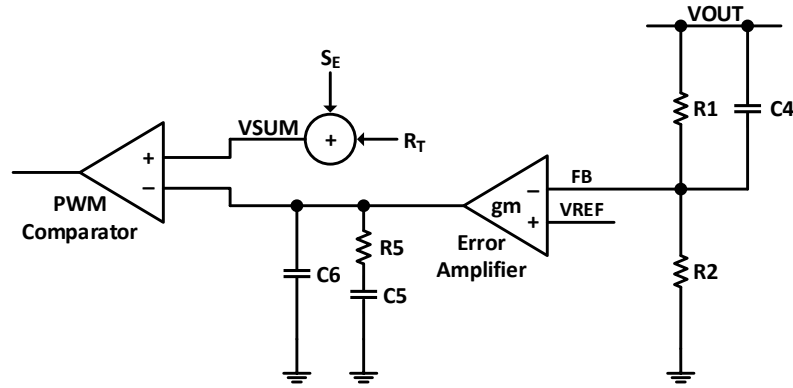 VOUT
SE
R1
C4
VSUM
+
RT
+
−
PWM
Comparator
gm
−
+
FB
VREF
Error
Amplifier
R5
C6
C5
R2